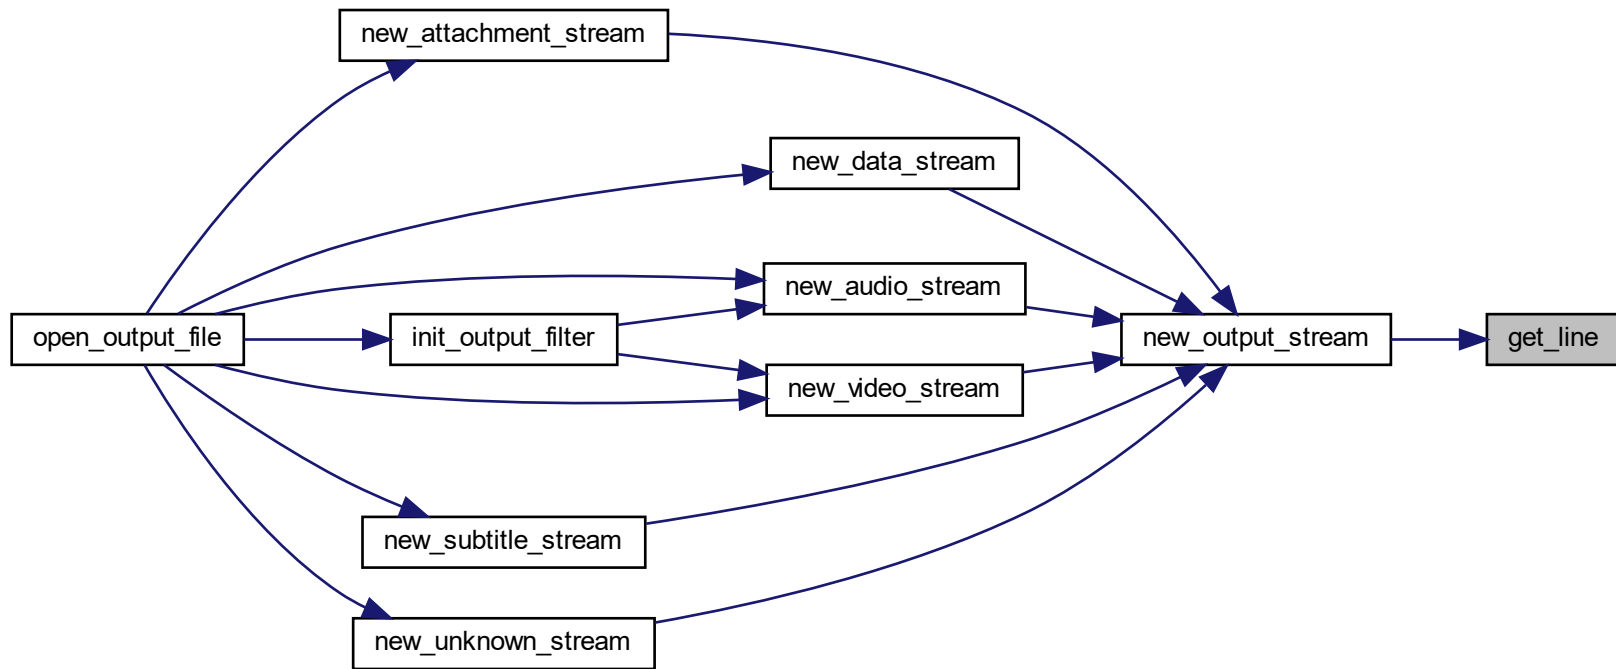 new_attachment_stream
new_data_stream
new_audio_stream
open_output_file
init_output_filter
new_output_stream
get_line
new_video_stream
new_subtitle_stream
new_unknown_stream